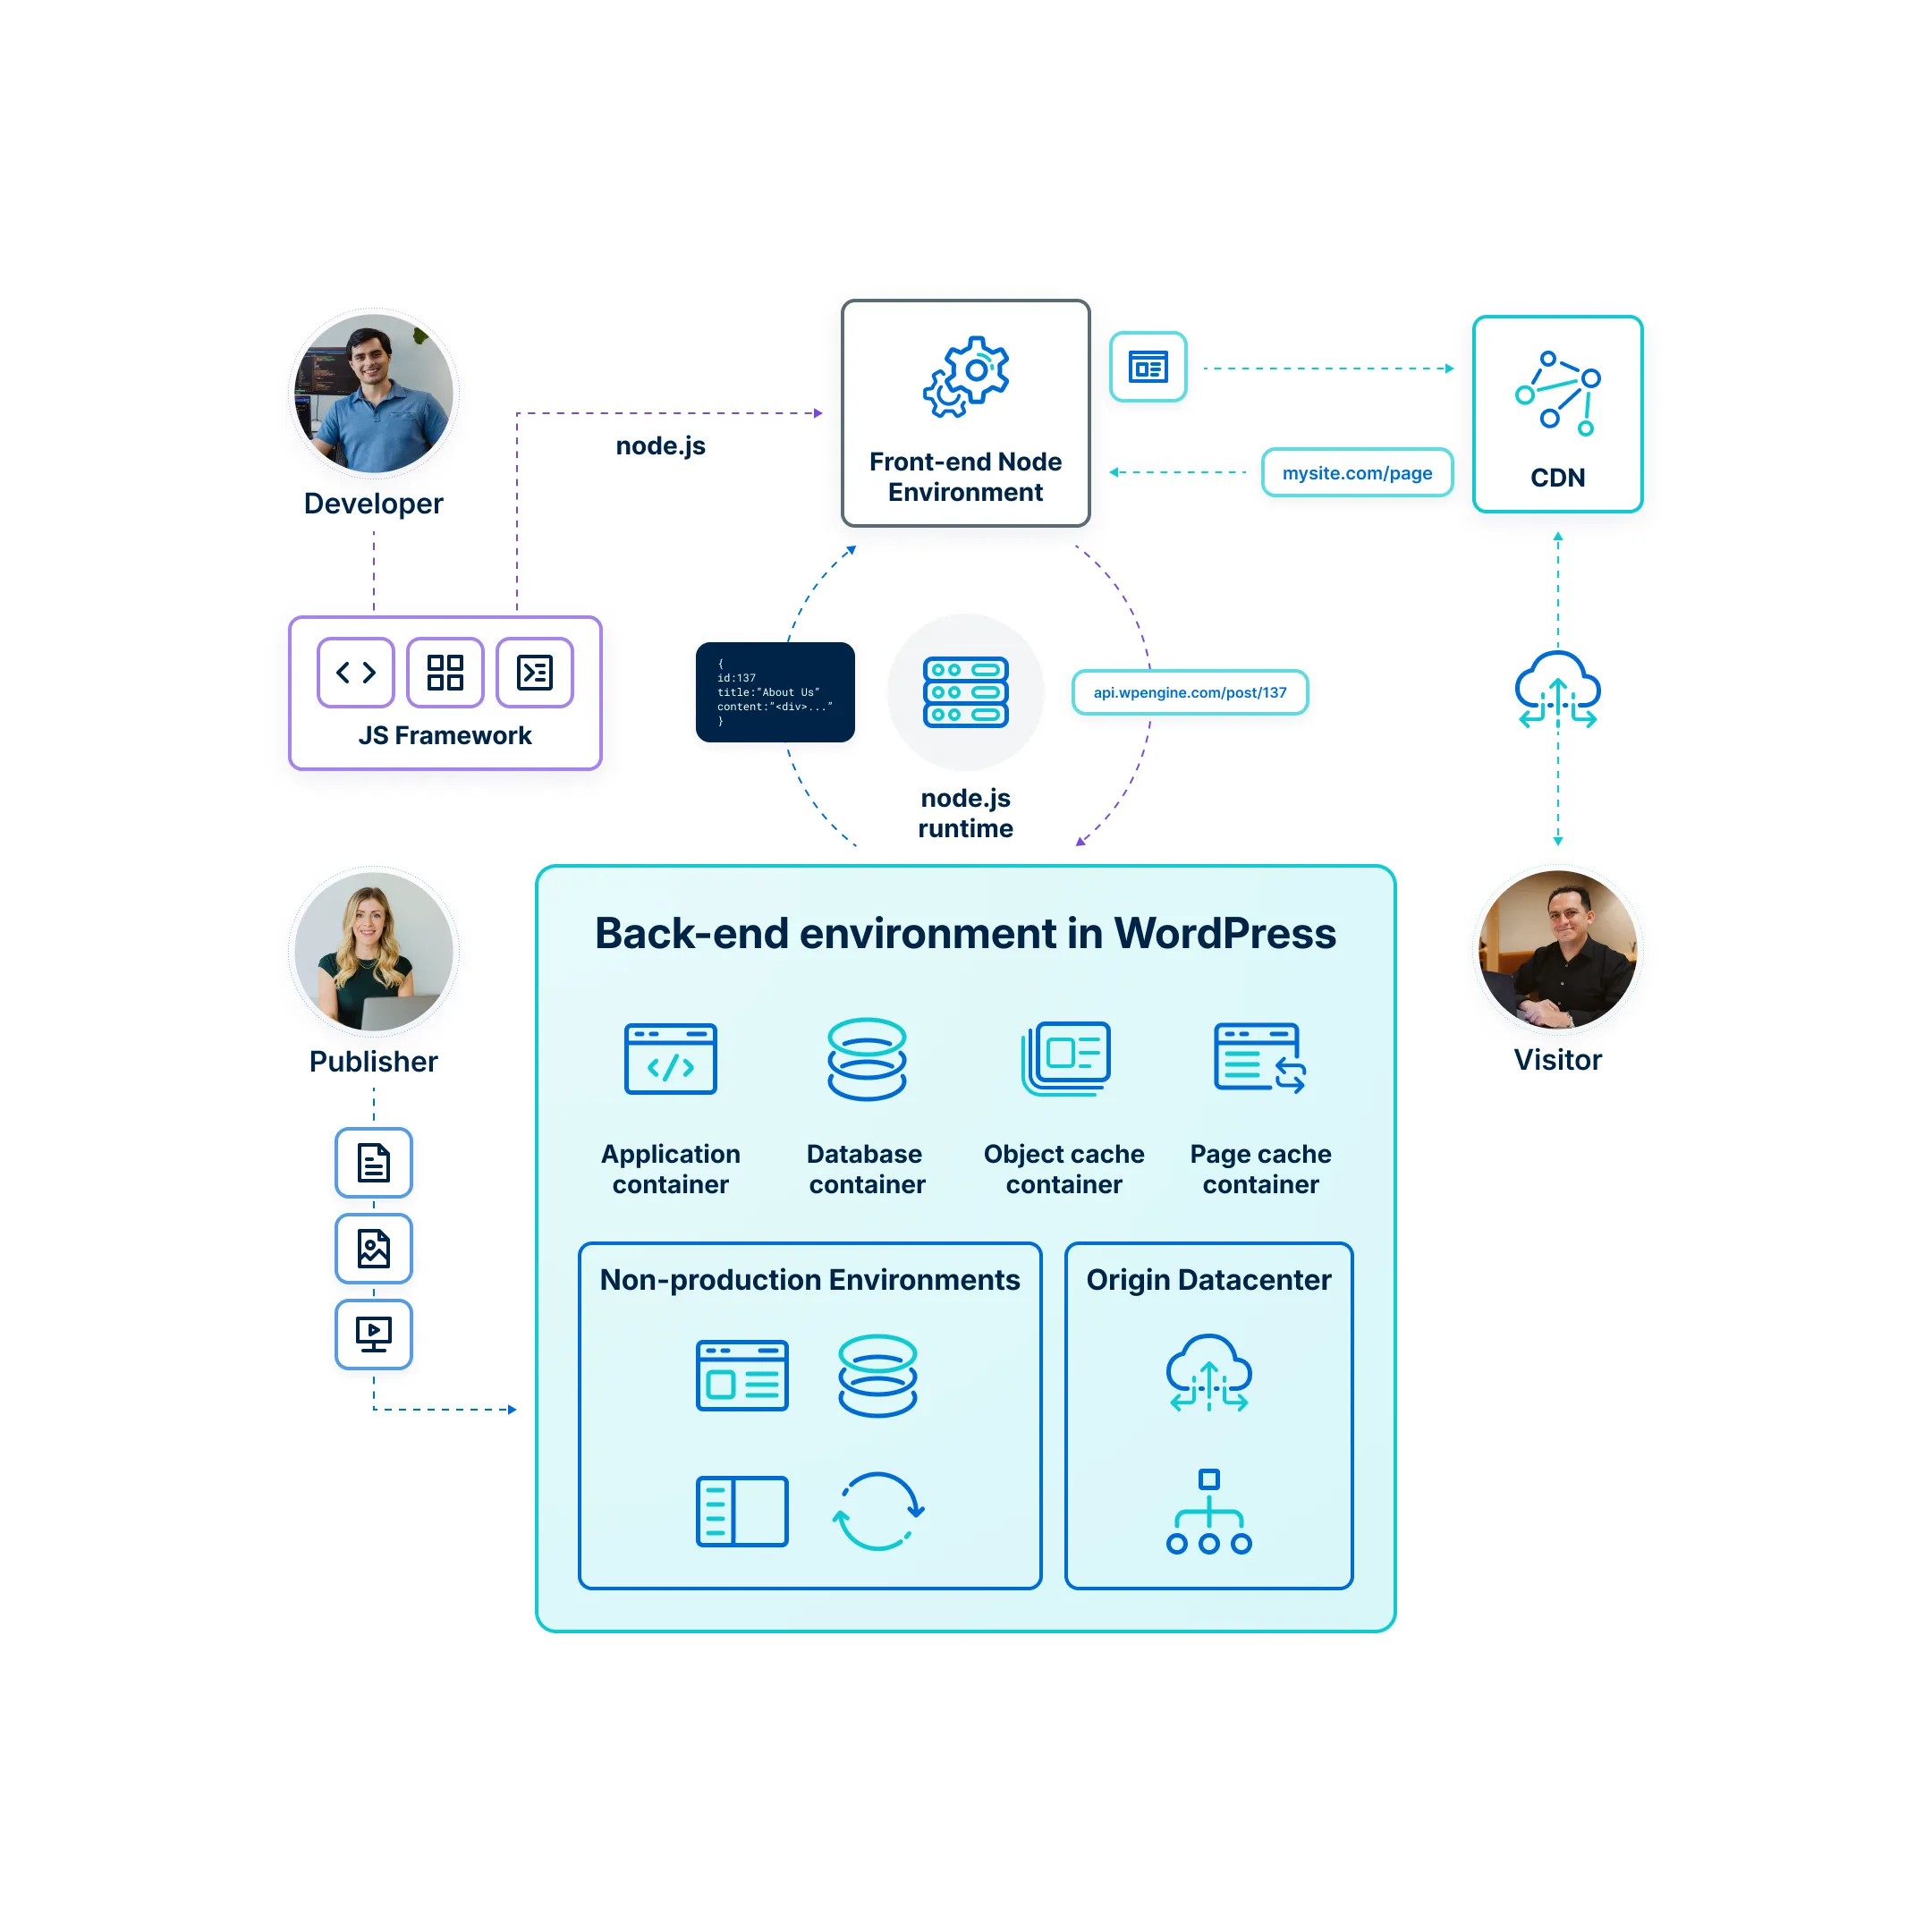 Developer
node.js
Front-end Node
Environment
mysite.com/page
CDN
JS Framework
{
id:137
title:"About Us"
content:"<div>..."
}
api.wpengine.com/post/137
node.js
runtime
Publisher
Visitor
Back-end environment in WordPress
Application
container
Database
container
Object cache
container
Page cache
container
Non-production Environments
Origin Datacenter